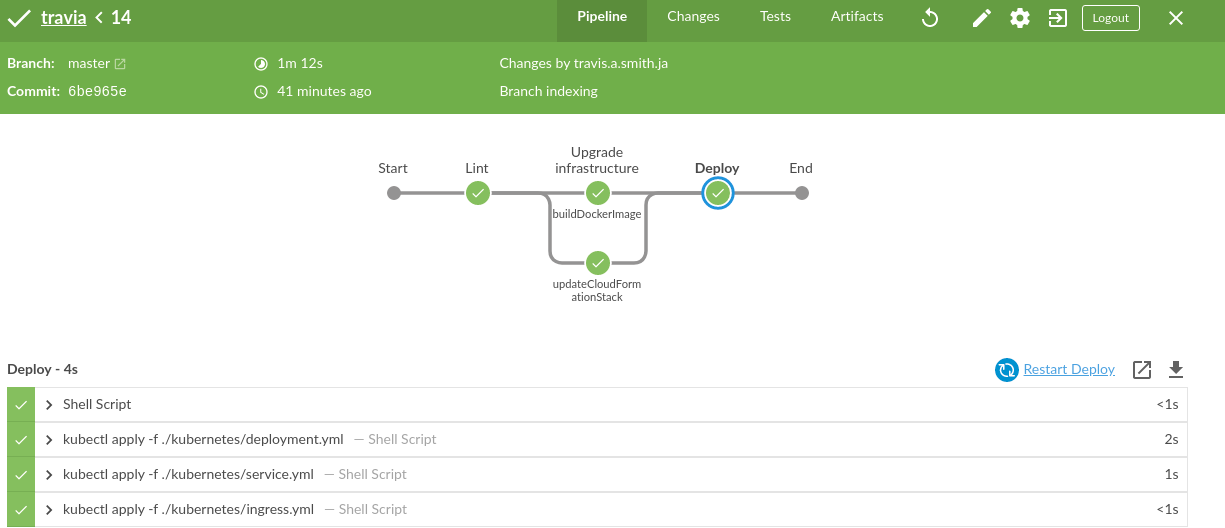 travia < 14
Pipeline Changes Tests Artifacts Logout
Branch: master 1m 12s Changes by travis.a.smith.ja
Commit: 6be965e 41 minutes ago Branch indexing
Upgrade
Start Lint infrastructure Deploy End
buildDockerImage
updateCloudForm
ationStack
Deploy - 4s Restart Deploy
Shell Script <1s
kubectl apply -f ./kubernetes/deployment.yml — Shell Script 2s
kubectl apply -f ./kubernetes/service.yml — Shell Script 1s
kubectl apply -f ./kubernetes/ingress.yml — Shell Script <1s